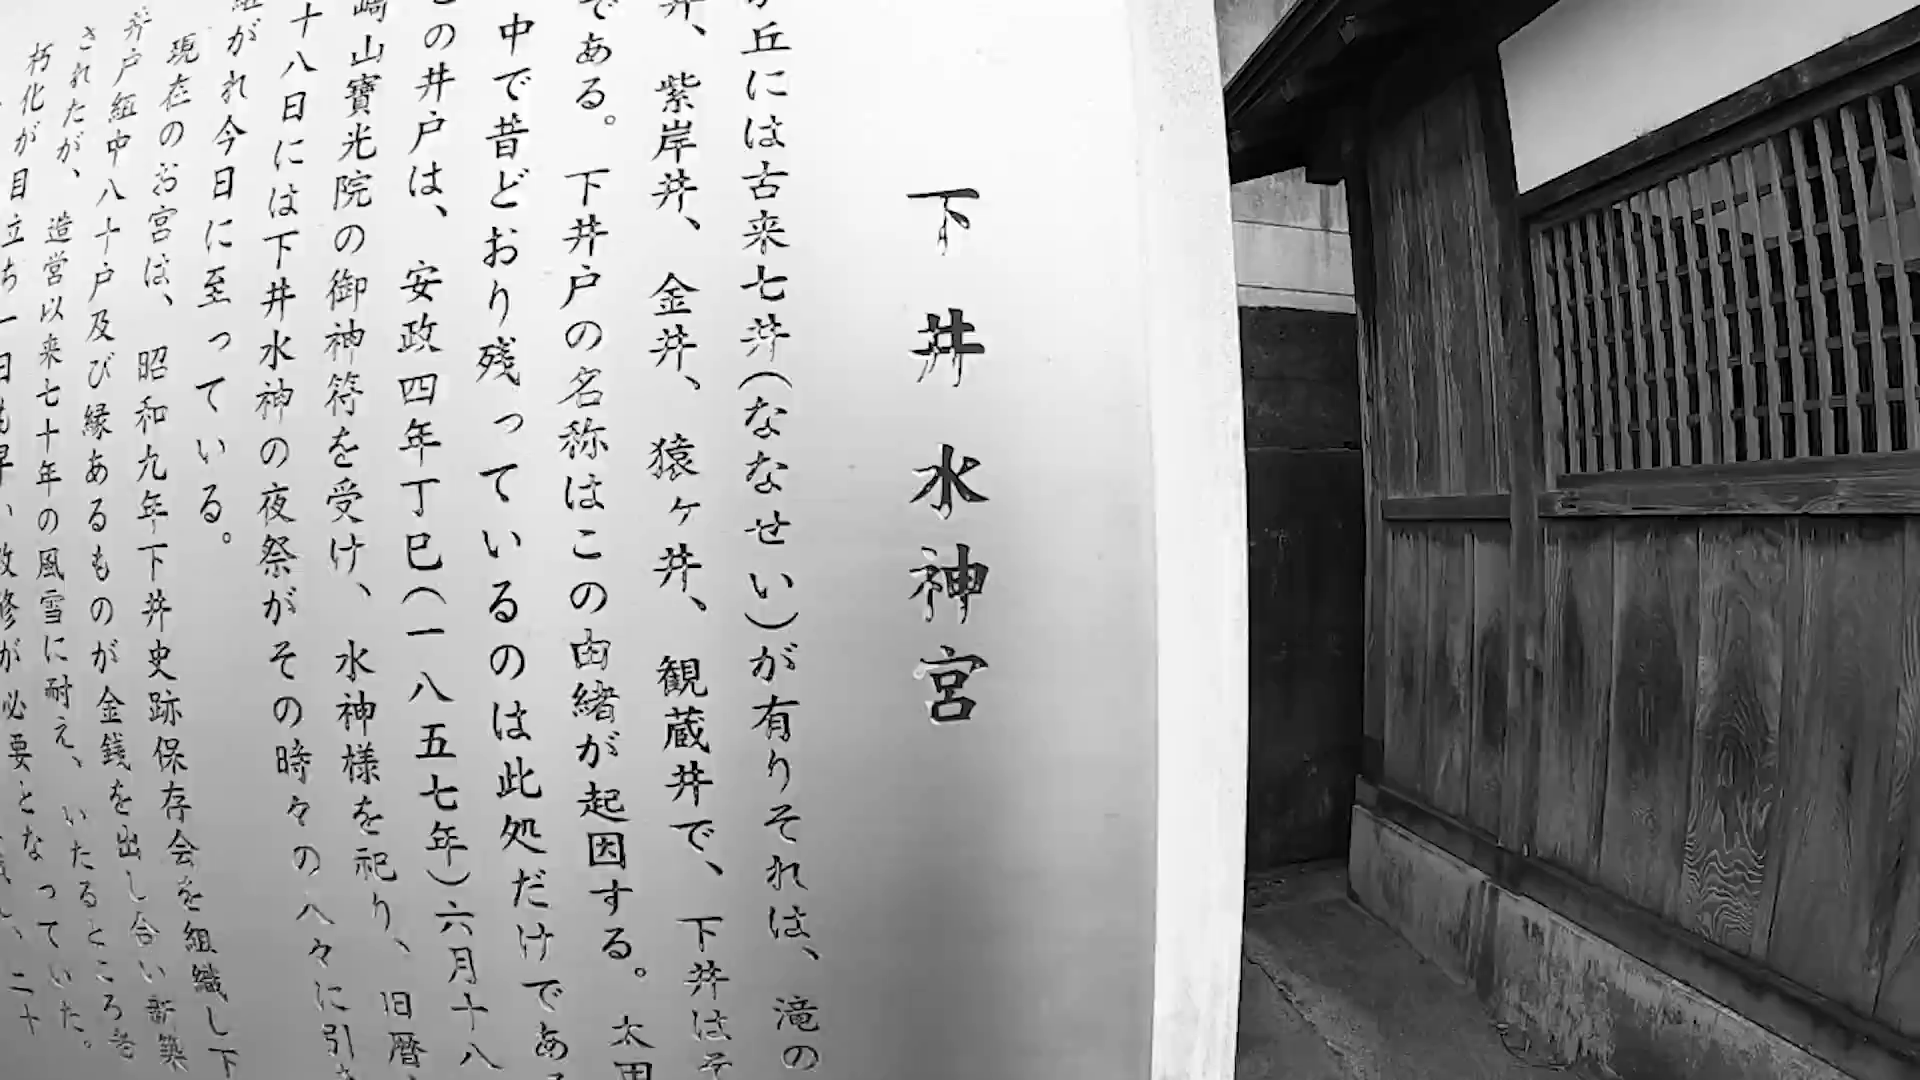 下井水神宮
が丘には古来七井(ななせい)が有りそれは、滝の
井、紫岸井、金井、猿ヶ井、観蔵井で、下井はそ
である。下井戸の名称はこの由緒が起因する。太田
中で昔どおり残っているのは此処だけである
この井戸は、安政四年丁巳(一八五七年)六月十八
崎山寶光院の御神符を受け、水神様を祀り、旧暦
十八日には下井水神の夜祭がその時々の人々に引き
継がれ今日に至っている。
現在のお宮は、昭和九年下井史跡保存会を組織し下
井戸組中八十戸及び縁あるものが金銭を出し合い新築
されたが、造営以来七十年の風雪に耐え、いたるところ老
朽化が目立ち一日も早い改修が必要となっていた。
、二十